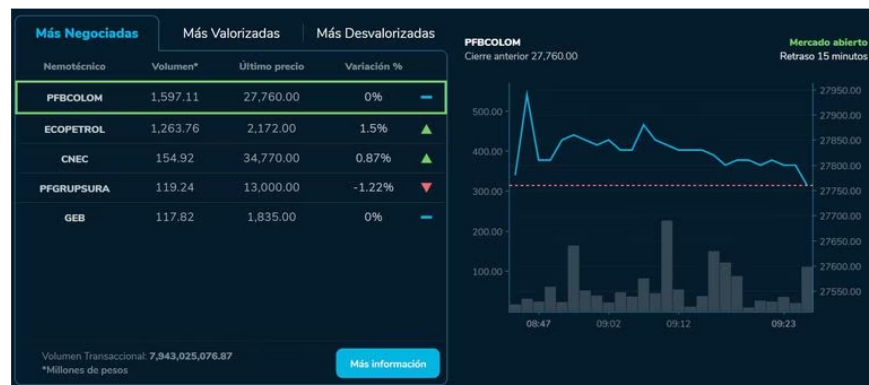 Más Negociadas Más Valorizadas Más Desvalorizadas
Nemotécnico Volumen* Último precio Variación %
PFBCOLOM 1,597.11 27,760.00 0%
ECOPETROL 1,263.76 2,172.00 1.5%
CNEC 154.92 34,770.00 0.87%
PFGRUPSURA 119.24 13,000.00 -1.22%
GEB 117.82 1,835.00 0%
Volumen Transaccional: 7,943,025,076.87
*Millones de pesos
Más información
PFBCOLOM Mercado abierto
Cierre anterior 27,760.00 Retraso 15 minutos
27950.00
500.00 27900.00
27850.00
400.00 27800.00
300.00 27750.00
27700.00
200.00 27650.00
100.00 27600.00
27550.00
08:47 09:02 09:12 09:23